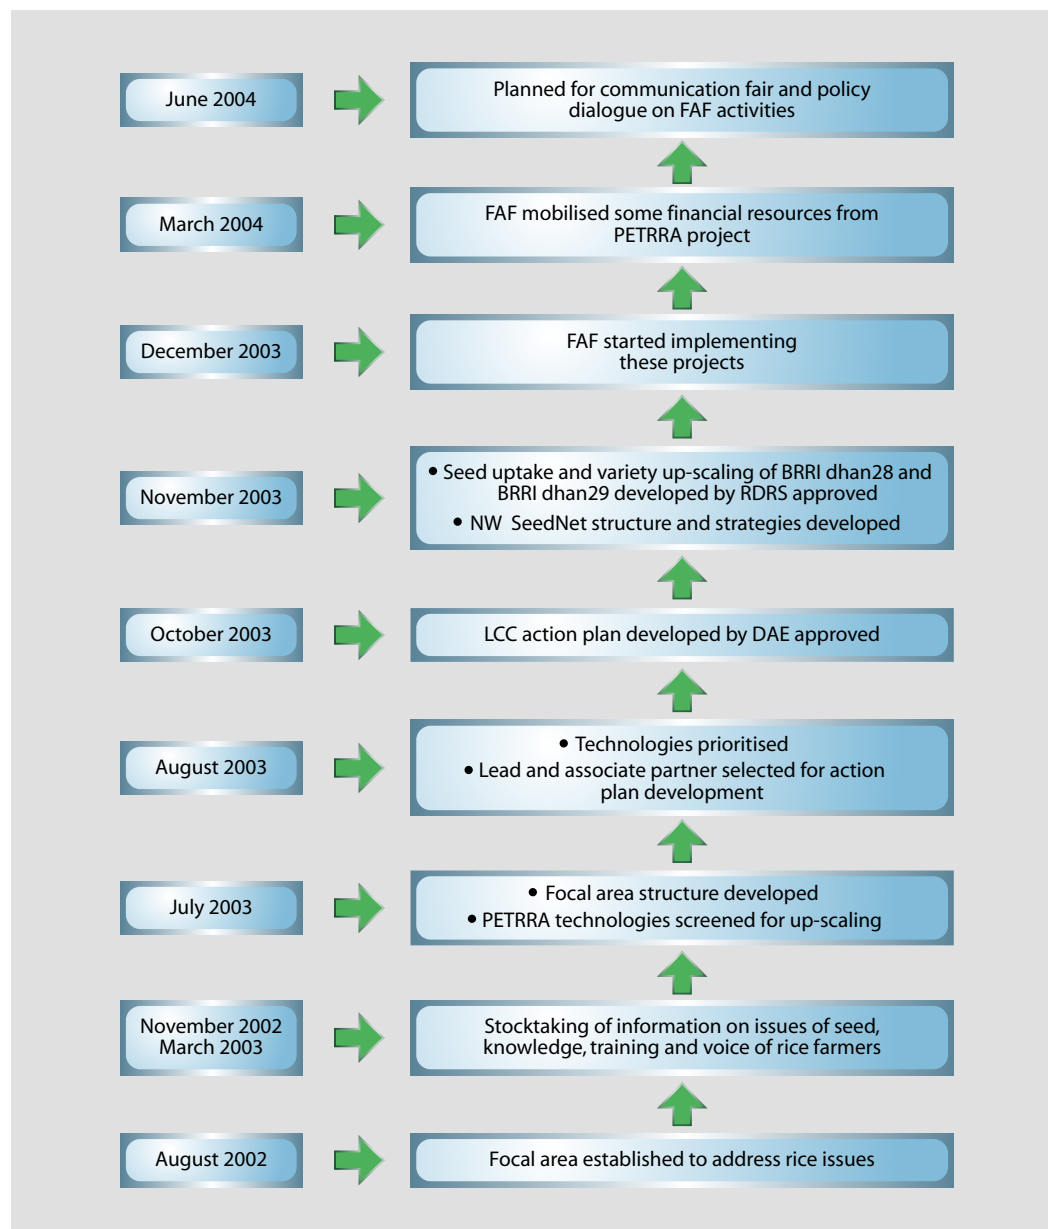 June 2004
Planned for communication fair and policy
dialogue on FAF activities
March 2004
FAF mobilised some financial resources from
PETRRA project
December 2003
FAF started implementing
these projects
November 2003
• Seed uptake and variety up-scaling of BRRI dhan28 and
BRRI dhan29 developed by RDRS approved
• NW SeedNet structure and strategies developed
October 2003
LCC action plan developed by DAE approved
August 2003
• Technologies prioritised
• Lead and associate partner selected for action
plan development
July 2003
• Focal area structure developed
• PETRRA technologies screened for up-scaling
November 2002
March 2003
Stocktaking of information on issues of seed,
knowledge, training and voice of rice farmers
August 2002
Focal area established to address rice issues